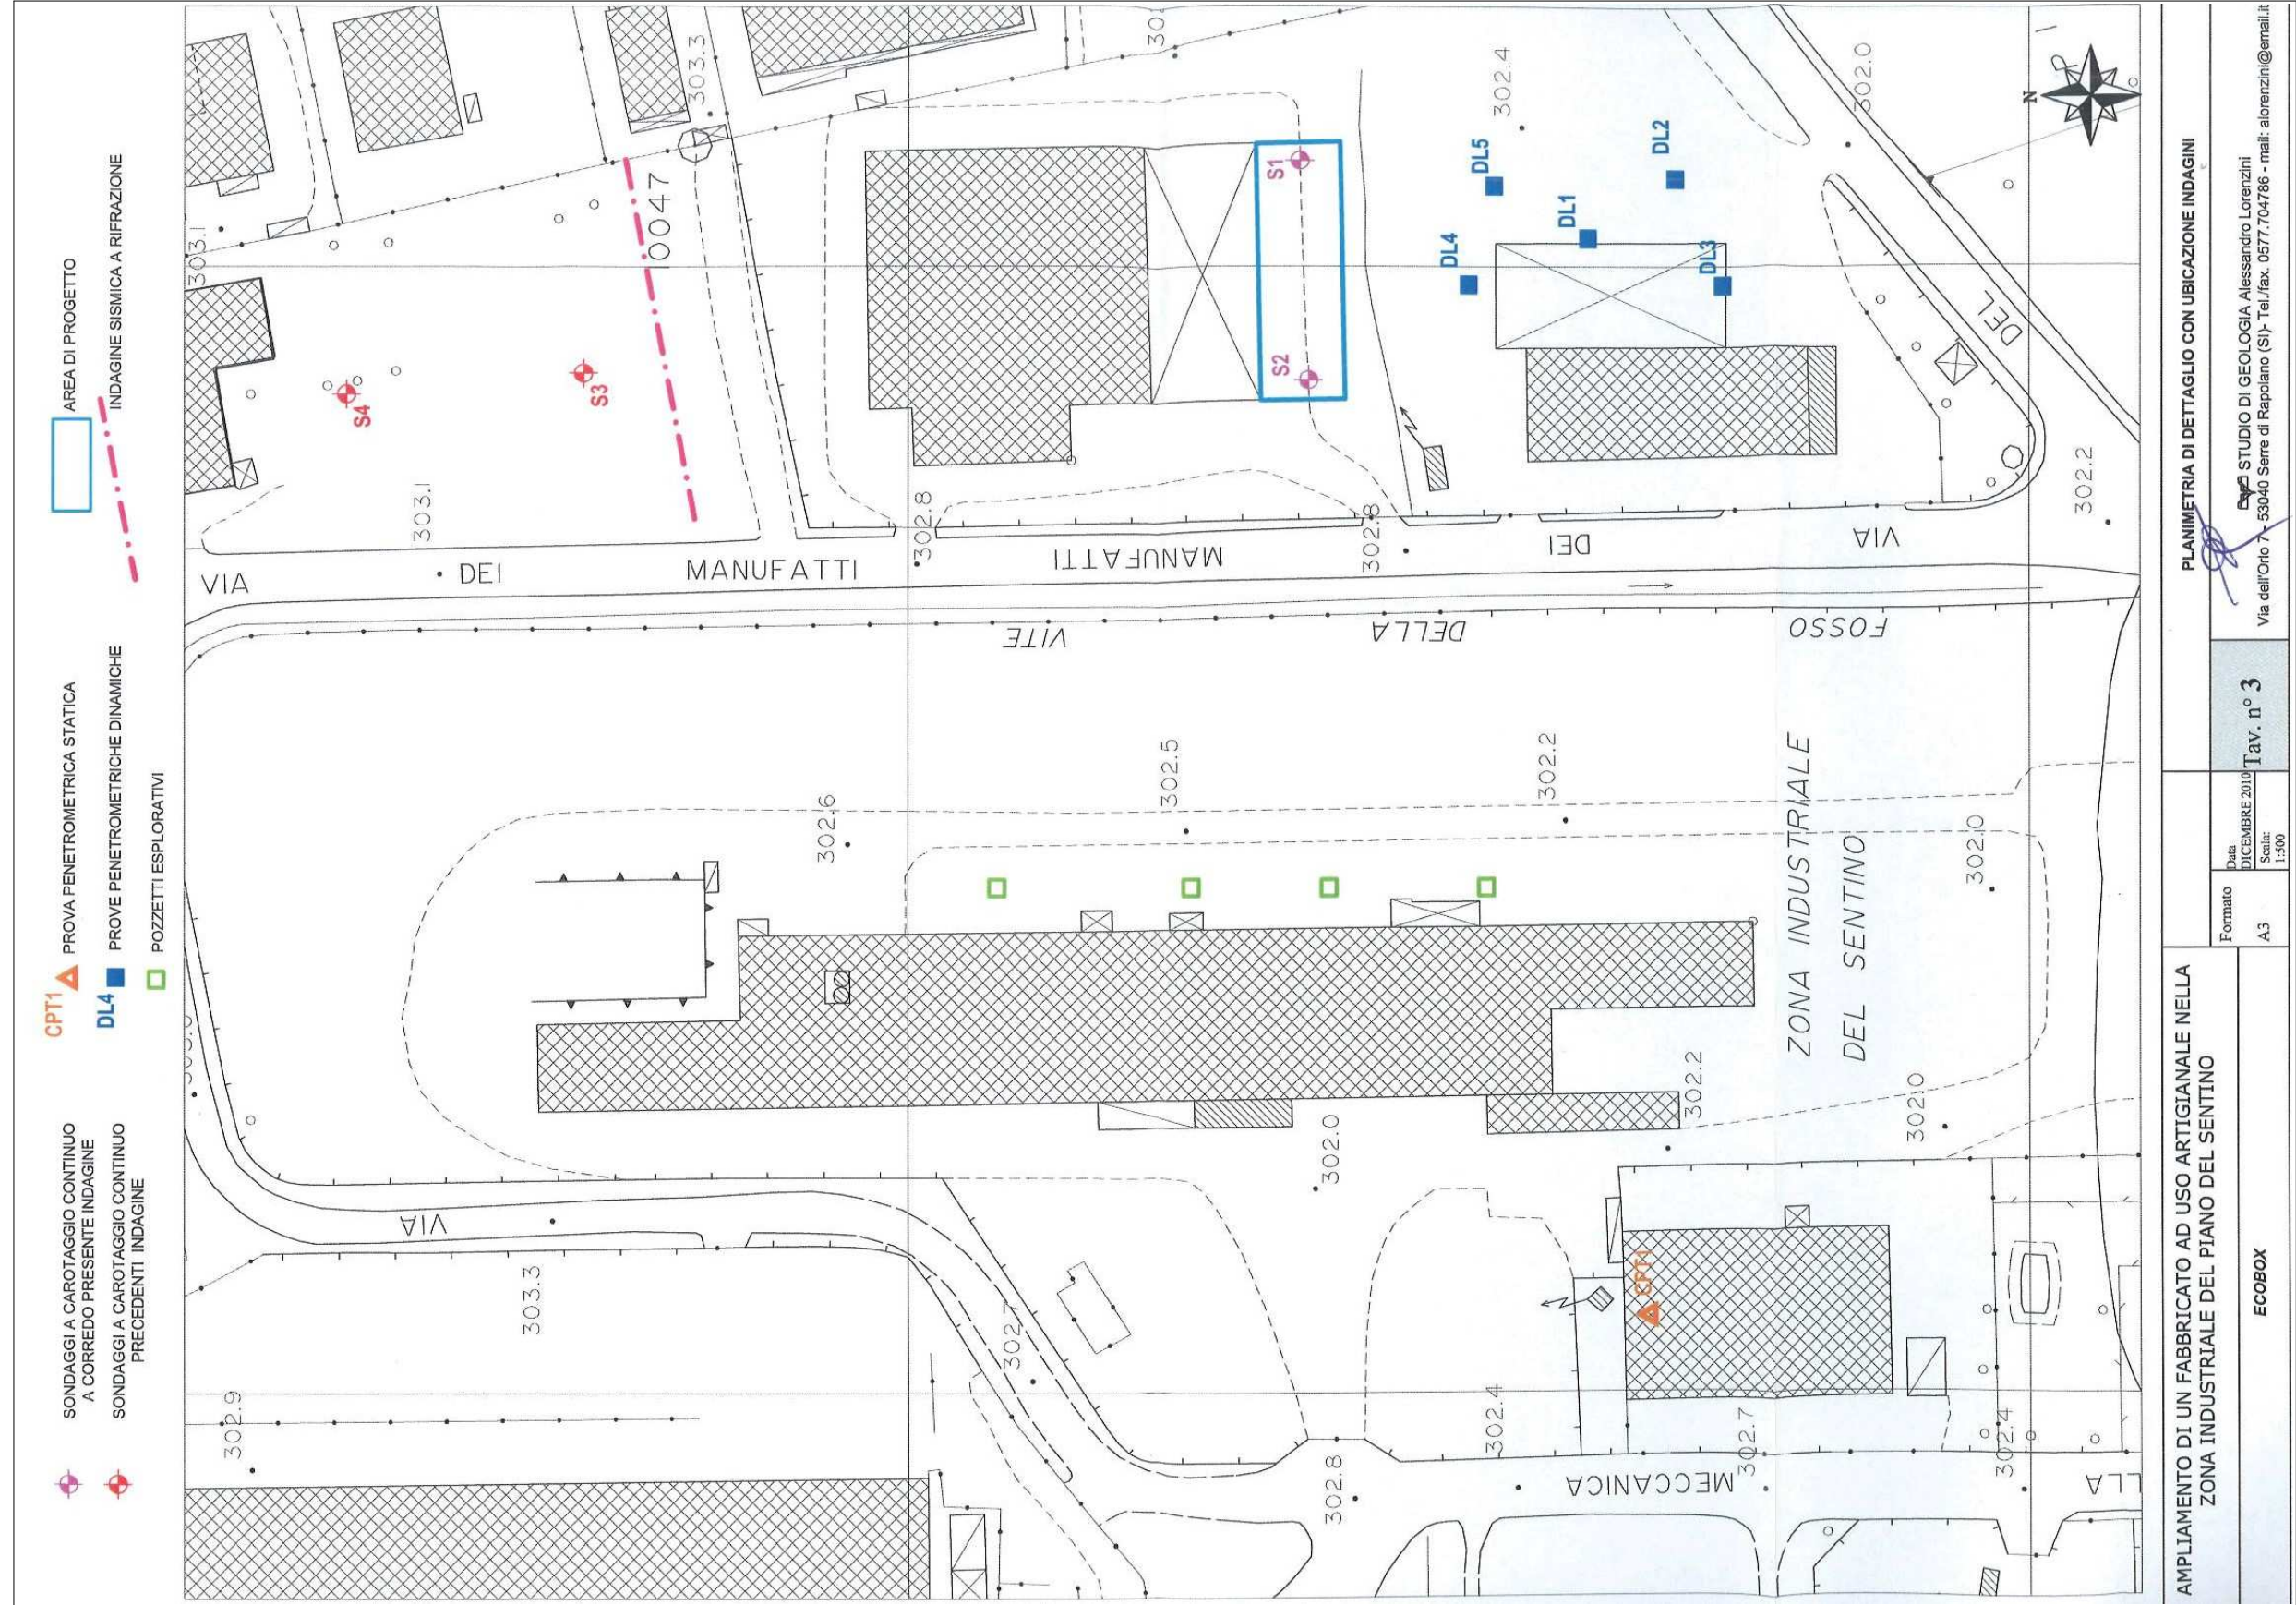 SONDAGGI A CAROTAGGIO CONTINUO
A CORREDO PRESENTE INDAGINE
SONDAGGI A CAROTAGGIO CONTINUO
PRECEDENTI INDAGINE
CPT1
PROVA PENETROMETRICA STATICA
DL4
PROVE PENETROMETRICHE DINAMICHE
POZZETTI ESPLORATIVI
AREA DI PROGETTO
INDAGINE SISMICA A RIFRAZIONE
303.1
303.3
302.4
302.0
N
S4
S3
10047
S1
S2
DL5
DL2
DL1
DL4
DL3
DEL
303.1
302.8
302.8
302.2
VIA
DEI
MANUFATTI
MANUFATTI
DEI
VIA
VITE
DELLA
FOSSO
302.6
302.5
302.2
302.0
ZONA INDUSTRIALE
DEL SENTINO
302.2
302.0
302.0
VIA
303.3
302.9
302.7
302.8
302.4
CPT1
302.7
302.4
MECCANICA
AMPLIAMENTO DI UN FABBRICATO AD USO ARTIGIANALE NELLA
ZONA INDUSTRIALE DEL PIANO DEL SENTINO
ECOBOX
Formato
A3
Data
DICEMBRE 2010
Scala:
1:500
Tav. n° 3
PLANIMETRIA DI DETTAGLIO CON UBICAZIONE INDAGINI
STUDIO DI GEOLOGIA Alessandro Lorenzini
Via dell'Orlo 7 - 53040 Serre di Rapolano (SI)- Tel./fax. 0577.704786 - mail: alorenzini@email.it